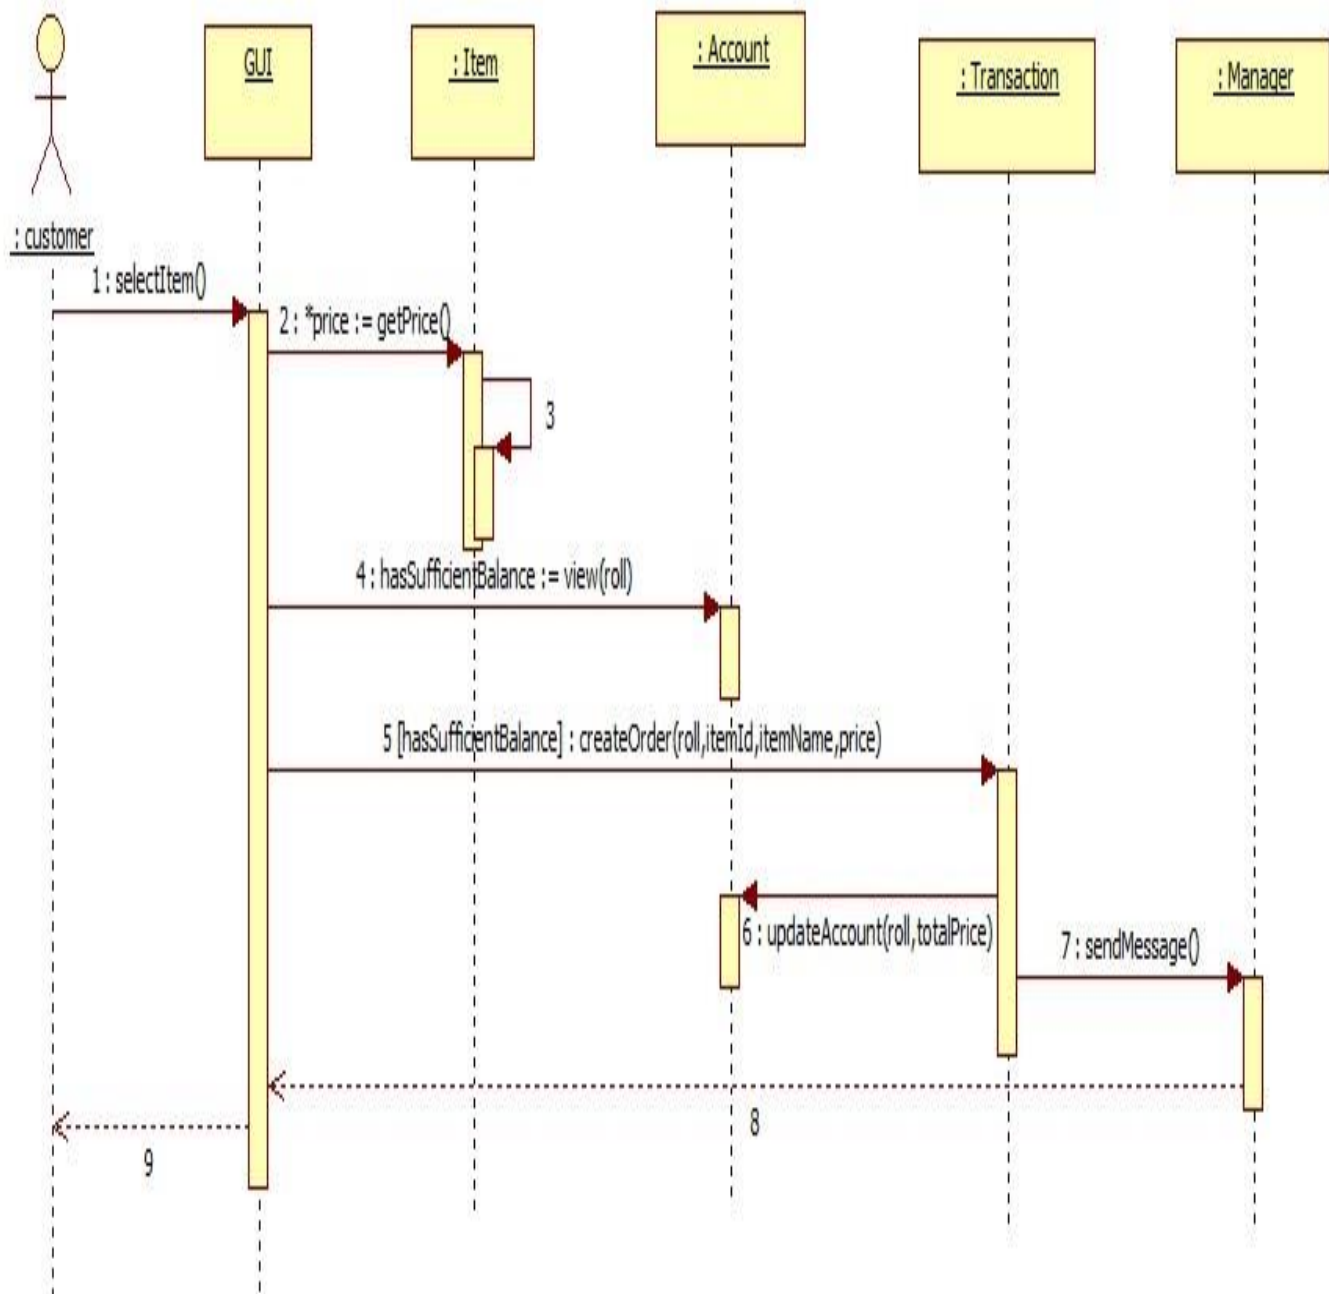 GUI
: Item
: Account
: Transaction
: Manager
: customer
1 : selectItem()
2 : *price := getPrice()
3
4 : hasSufficientBalance := view(roll)
5 [hasSufficientBalance] : createOrder(roll,itemId,itemName,price)
6 : updateAccount(roll,totalPrice)
7 : sendMessage()
8
9